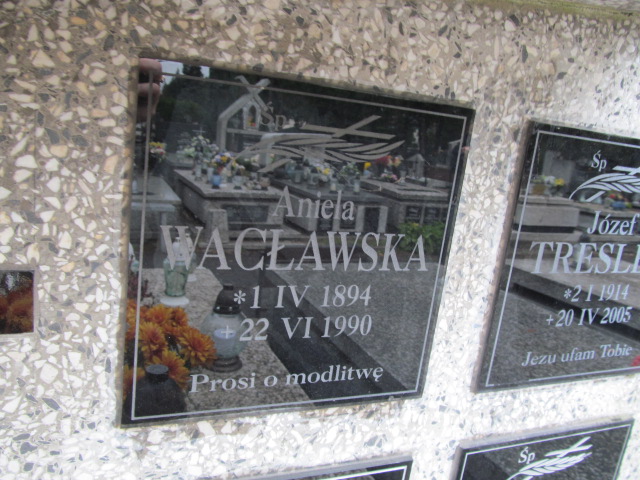 Śp.
Aniela
WACŁAWSKA
*1 IV 1894
+22 VI 1990
Prosi o modlitwę
Śp
Józef
*2 I 1914
+20 IV 2005
Jezu ufam Tobie
Śp